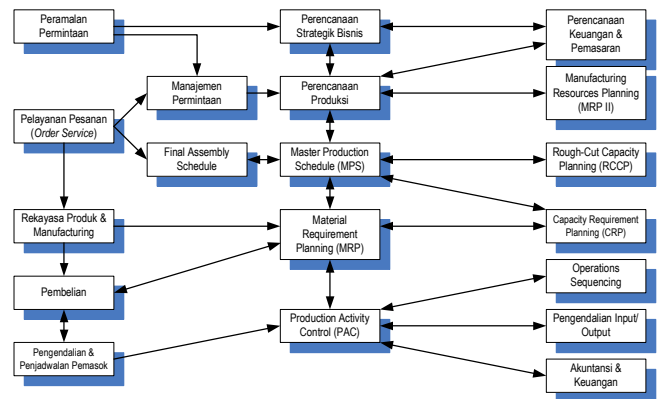 Peramalan
Permintaan
Perencanaan
Strategik Bisnis
Perencanaan
Keuangan &
Pemasaran
Manajemen
Permintaan
Perencanaan
Produksi
Manufacturing
Resources Planning
(MRP II)
Pelayanan Pesanan
(Order Service)
Final Assembly
Schedule
Master Production
Schedule (MPS)
Rough-Cut Capacity
Planning (RCCP)
Rekayasa Produk &
Manufacturing
Material
Requirement
Planning (MRP)
Capacity Requirement
Planning (CRP)
Pembelian
Operations
Sequencing
Production Activity
Control (PAC)
Pengendalian Input/
Output
Pengendalian &
Penjadwalan Pemasok
Akuntansi &
Keuangan